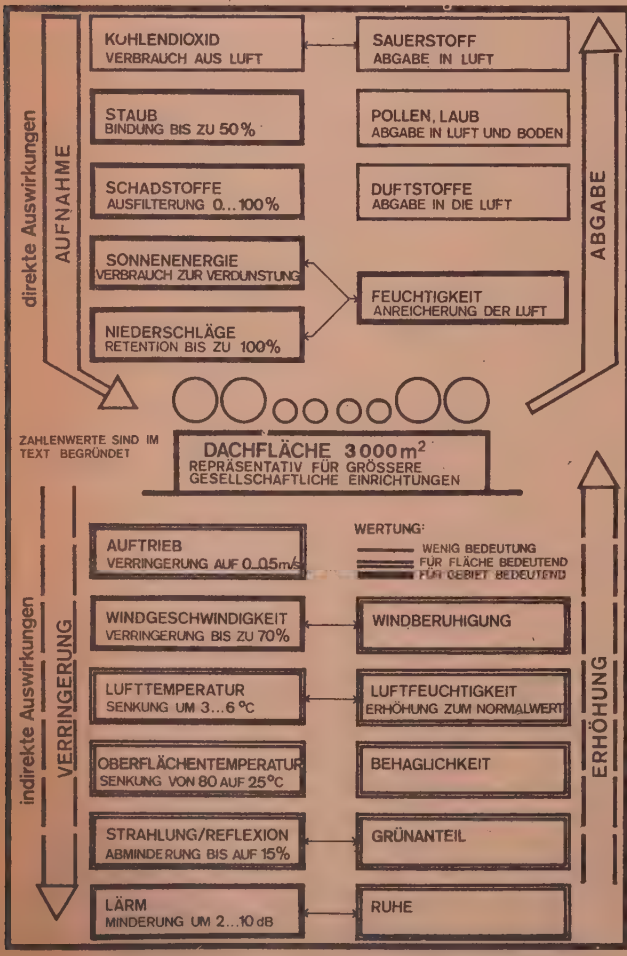 KOHLENDIOXID
VERBRAUCH AUS LUFT
SAUERSTOFF
ABGABE IN LUFT
STAUB
BINDUNG BIS ZU 50%
POLLEN, LAUB
ABGABE IN LUFT UND BODEN
SCHADSTOFFE
AUSFILTERUNG 0...100%
DUFTSTOFFE
ABGABE IN DIE LUFT
SONNENENERGIE
VERBRAUCH ZUR VERDUNSTUNG
FEUCHTIGKEIT
ANREICHERUNG DER LUFT
NIEDERSCHLÄGE
RETENTION BIS ZU 100%
direkte Auswirkungen
AUFNAHME
ABGABE
ZAHLENWERTE SIND IM
TEXT BEGRÜNDET
DACHFLÄCHE 3000 m²
REPRÄSENTATIV FÜR GRÖSSERE
GESELLSCHAFTLICHE EINRICHTUNGEN
WERTUNG:
WENIG BEDEUTUNG
FÜR FLÄCHE BEDEUTEND
FÜR GEBIET BEDEUTEND
AUFTRIEB
VERRINGERUNG AUF 0...0,5 m/s
WINDGESCHWINDIGKEIT
VERRINGERUNG BIS ZU 70%
WINDBERUHIGUNG
LUFTTEMPERATUR
SENKUNG UM 3...6 °C
LUFTFEUCHTIGKEIT
ERHÖHUNG ZUM NORMALWERT
OBERFLÄCHENTEMPERATUR
SENKUNG VON 80 AUF 25°C
BEHAGLICHKEIT
STRAHLUNG/REFLEXION
ABMINDERUNG BIS AUF 15%
GRÜNANTEIL
LÄRM
MINDERUNG UM 2...10 dB
RUHE
indirekte Auswirkungen
VERRINGERUNG
ERHÖHUNG